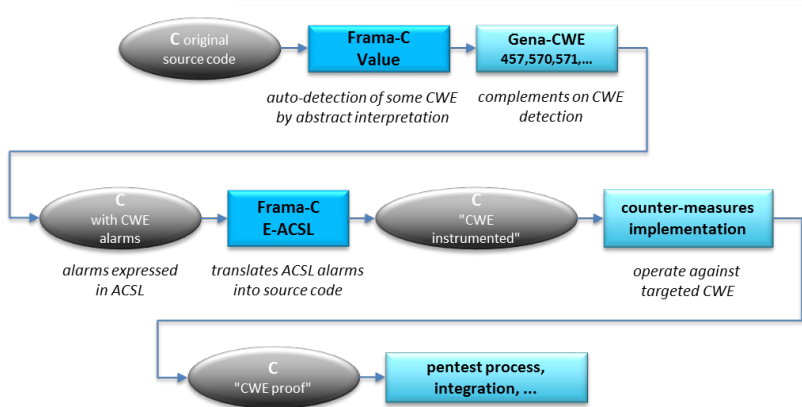 C original
source code
Frama-C
Value
Gena-CWE
457,570,571,...
auto-detection of some CWE
by abstract interpretation
complements on CWE
detection
C
with CWE
alarms
Frama-C
E-ACSL
C
"CWE
instrumented"
counter-measures
implementation
alarms expressed
in ACSL
translates ACSL alarms
into source code
operate against
targeted CWE
C
"CWE proof"
pentest process,
integration, ...